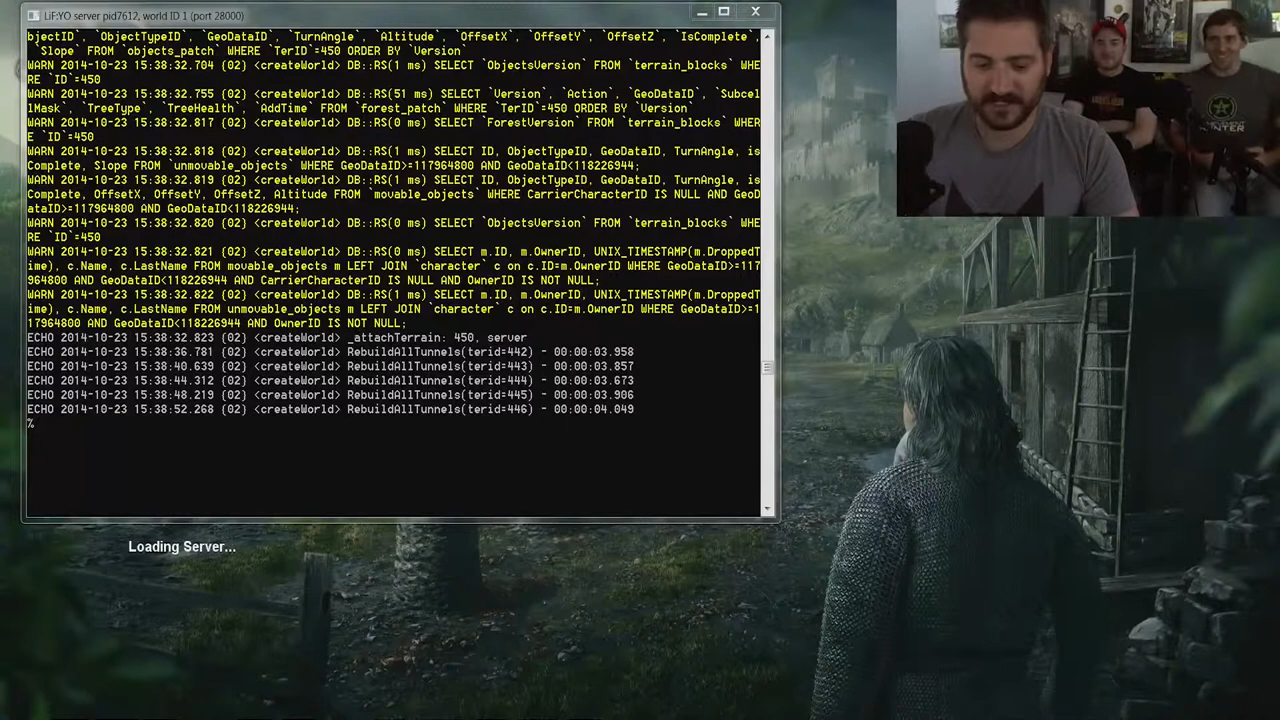 LiF:YO server pid7612, world ID 1 (port 28000)
bjectID`, `ObjectTypeID`, `GeoDataID`, `TurnAngle`, `Altitude`, `OffsetX`, `OffsetY`, `OffsetZ`, `IsComplete`,
`Slope` FROM `objects_patch` WHERE `TerID`=450 ORDER BY `Version`
WARN 2014-10-23 15:38:32.704 (02) <createWorld> DB::RS(1 ms) SELECT `ObjectsVersion` FROM `terrain_blocks` WHE
RE `ID`=450
WARN 2014-10-23 15:38:32.755 (02) <createWorld> DB::RS(51 ms) SELECT `Version`, `Action`, `GeoDataID`, `Subcel
lMask`, `TreeType`, `TreeHealth`, `AddTime` FROM `forest_patch` WHERE `TerID`=450 ORDER BY `Version`
WARN 2014-10-23 15:38:32.817 (02) <createWorld> DB::RS(0 ms) SELECT `ForestVersion` FROM `terrain_blocks` WHER
E `ID`=450
WARN 2014-10-23 15:38:32.818 (02) <createWorld> DB::RS(1 ms) SELECT ID, ObjectTypeID, GeoDataID, TurnAngle, is
Complete, Slope FROM `unmovable_objects` WHERE GeoDataID>=117964800 AND GeoDataID<118226944;
WARN 2014-10-23 15:38:32.819 (02) <createWorld> DB::RS(1 ms) SELECT ID, ObjectTypeID, GeoDataID, TurnAngle, is
Complete, OffsetX, OffsetY, OffsetZ, Altitude FROM `movable_objects` WHERE CarrierCharacterID IS NULL AND GeoD
ataID>=117964800 AND GeoDataID<118226944;
WARN 2014-10-23 15:38:32.820 (02) <createWorld> DB::RS(0 ms) SELECT `ObjectsVersion` FROM `terrain_blocks` WHE
RE `ID`=450
WARN 2014-10-23 15:38:32.821 (02) <createWorld> DB::RS(0 ms) SELECT m.ID, m.OwnerID, UNIX_TIMESTAMP(m.DroppedT
ime), c.Name, c.LastName FROM movable_objects m LEFT JOIN `character` c on c.ID=m.OwnerID WHERE GeoDataID>=117
964800 AND GeoDataID<118226944 AND CarrierCharacterID IS NULL AND OwnerID IS NOT NULL;
WARN 2014-10-23 15:38:32.822 (02) <createWorld> DB::RS(1 ms) SELECT m.ID, m.OwnerID, UNIX_TIMESTAMP(m.DroppedT
ime), c.Name, c.LastName FROM unmovable_objects m LEFT JOIN `character` c on c.ID=m.OwnerID WHERE GeoDataID>=1
17964800 AND GeoDataID<118226944 AND OwnerID IS NOT NULL;
ECHO 2014-10-23 15:38:32.823 (02) <createWorld> _attachTerrain: 450, server
ECHO 2014-10-23 15:38:36.781 (02) <createWorld> RebuildAllTunnels(terid=442) - 00:00:03.958
ECHO 2014-10-23 15:38:40.639 (02) <createWorld> RebuildAllTunnels(terid=443) - 00:00:03.857
ECHO 2014-10-23 15:38:44.312 (02) <createWorld> RebuildAllTunnels(terid=444) - 00:00:03.673
ECHO 2014-10-23 15:38:48.219 (02) <createWorld> RebuildAllTunnels(terid=445) - 00:00:03.906
ECHO 2014-10-23 15:38:52.268 (02) <createWorld> RebuildAllTunnels(terid=446) - 00:00:04.049
%
Loading Server...
HUNTER